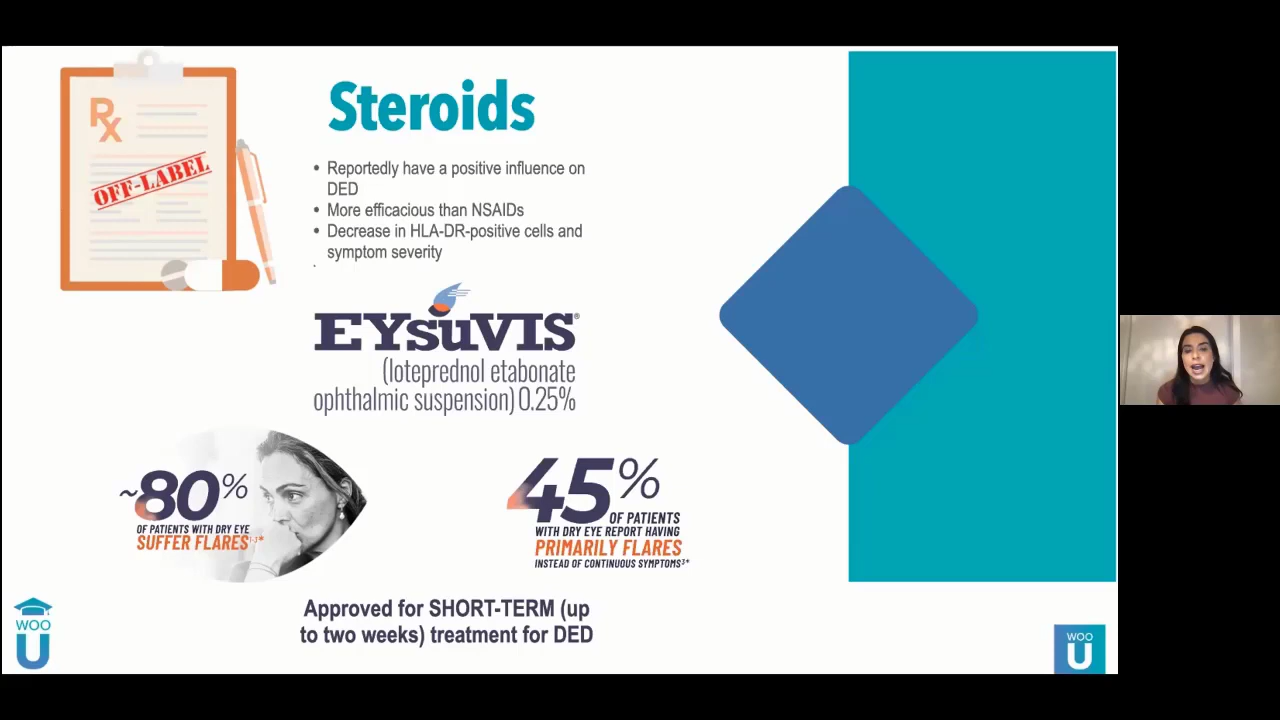 Steroids
Rx
OFF-LABEL
• Reportedly have a positive influence on
DED
• More efficacious than NSAIDs
• Decrease in HLA-DR-positive cells and
symptom severity
EYSUVIS®
(loteprednol etabonate
ophthalmic suspension) 0.25%
~80%
OF PATIENTS WITH DRY EYE
SUFFER FLARES1-3*
45%
OF PATIENTS
WITH DRY EYE REPORT HAVING
PRIMARILY FLARES
INSTEAD OF CONTINUOUS SYMPTOMS3*
Approved for SHORT-TERM (up
to two weeks) treatment for DED
WOO
U
WOO
U